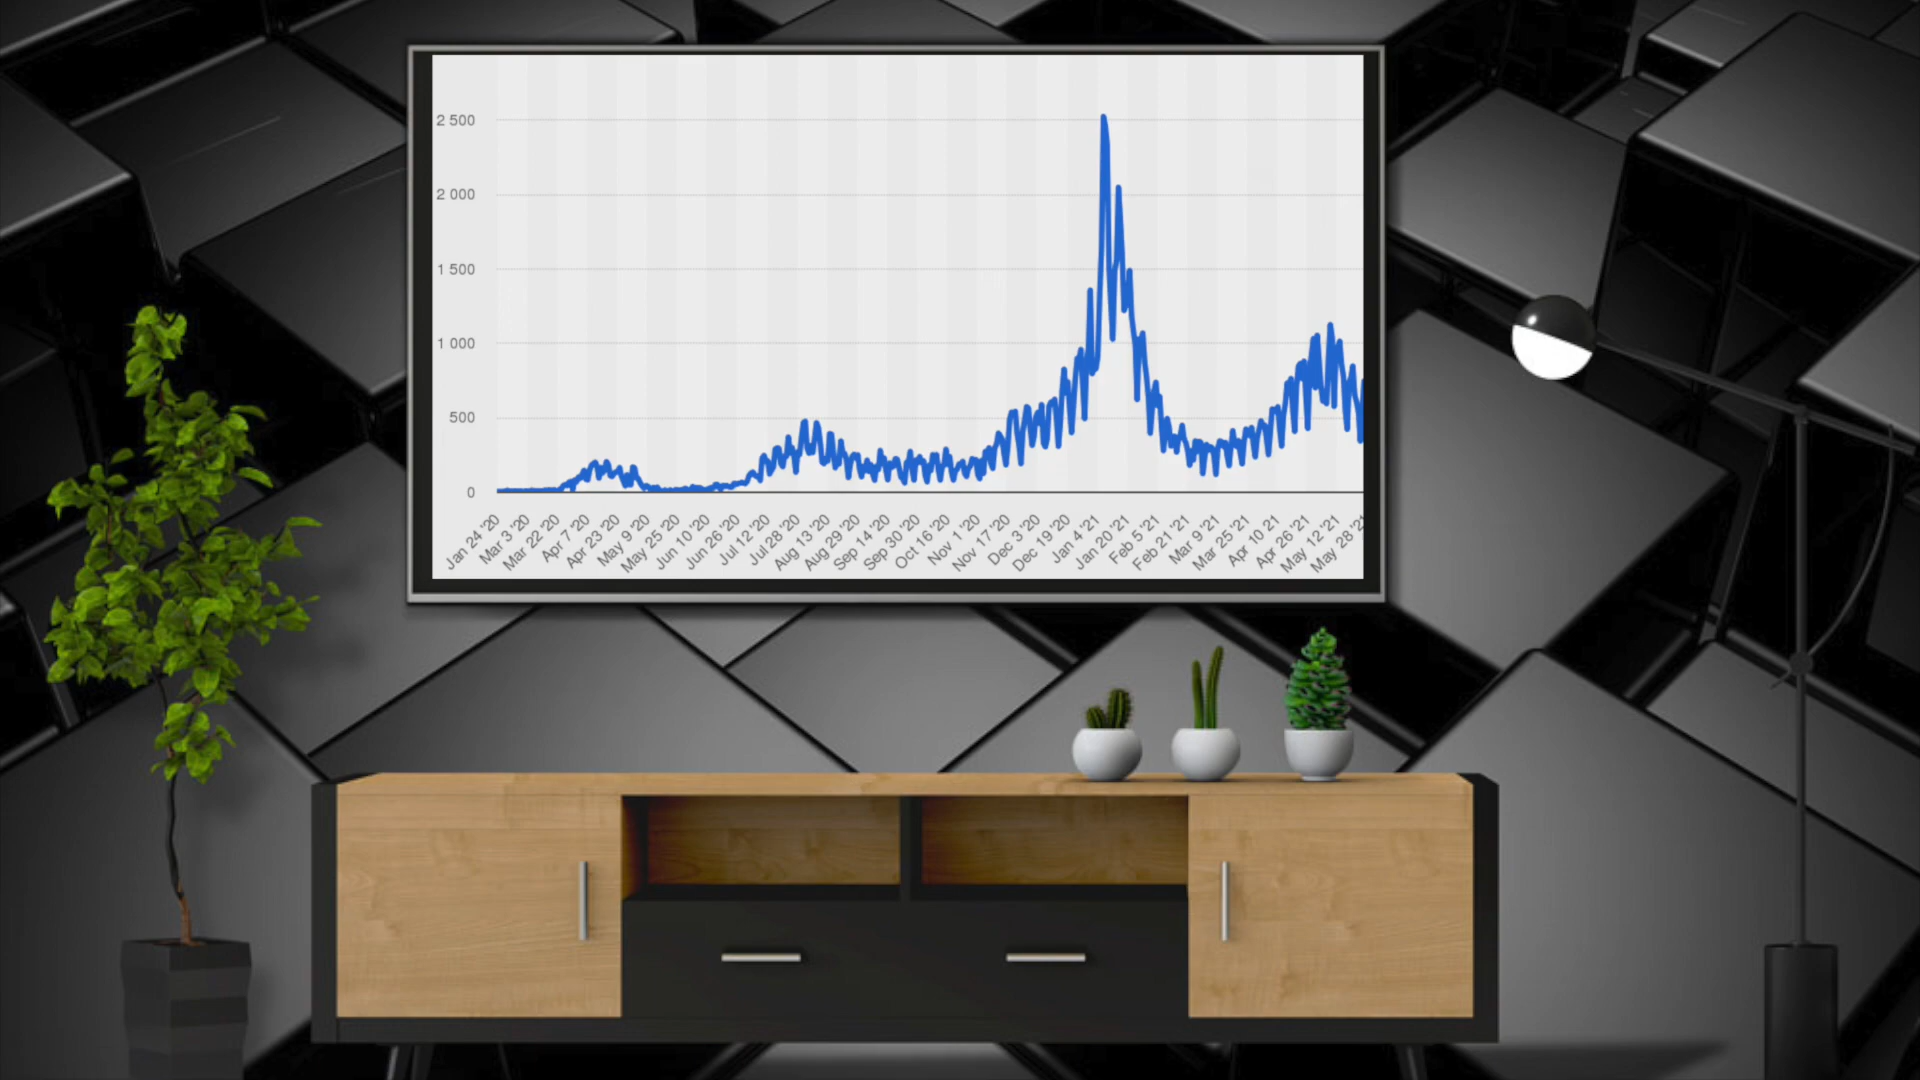 2 500
2 000
1 500
1 000
500
0
Jan 24 '20
Mar 3 '20
Mar 22 '20
Apr 7 '20
Apr 23 '20
May 9 '20
May 25 '20
Jun 10 '20
Jun 26 '20
Jul 12 '20
Jul 28 '20
Aug 13 '20
Aug 29 '20
Sep 14 '20
Sep 30 '20
Oct 16 '20
Nov 1 '20
Nov 17 '20
Dec 3 '20
Dec 19 '20
Jan 4 '21
Jan 20 '21
Feb 5 '21
Feb 21 '21
Mar 9 '21
Mar 25 '21
Apr 10 '21
Apr 26 '21
May 12 '21
May 28 '21